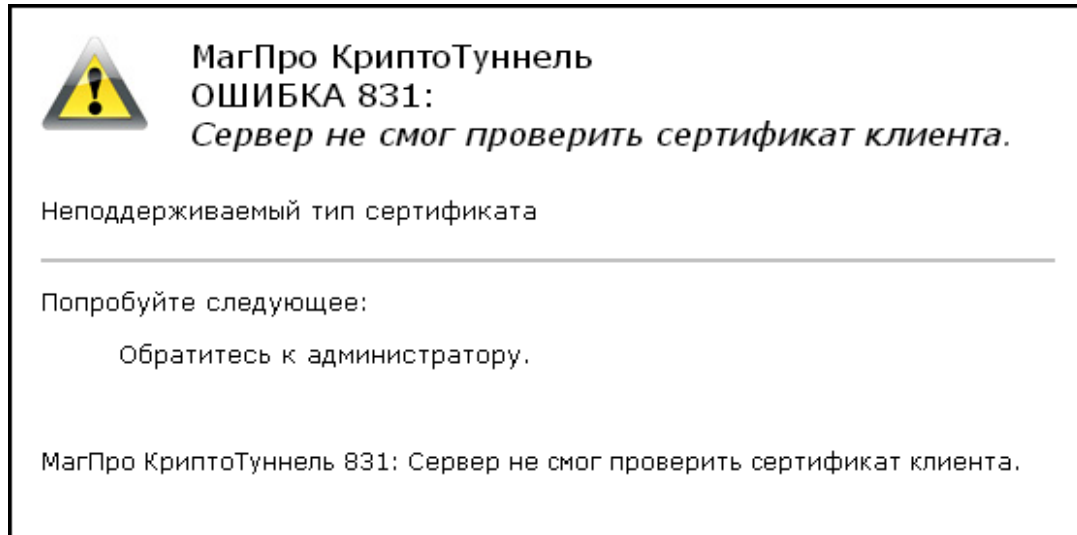 МагПро КриптоТуннель
ОШИБКА 831:
Сервер не смог проверить сертификат клиента.
Неподдерживаемый тип сертификата
Попробуйте следующее:
Обратитесь к администратору.
МагПро КриптоТуннель 831: Сервер не смог проверить сертификат клиента.